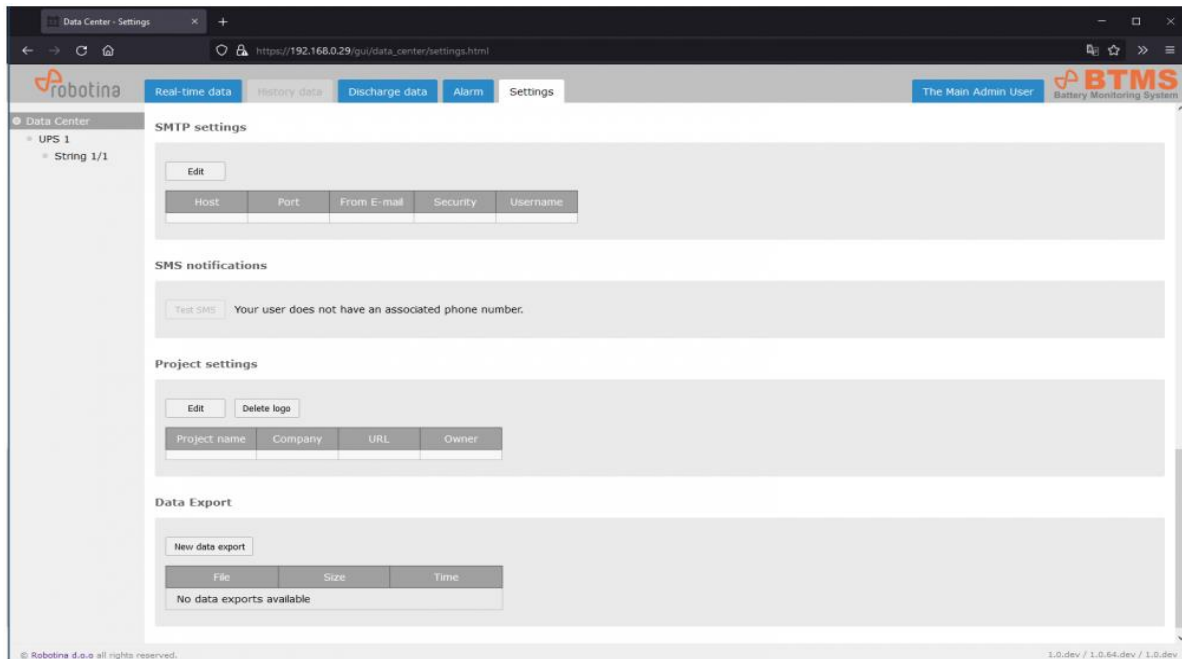 Data Center - Settings
https://192.168.0.29/gui/data_center/settings.html
robotina
Real-time data History data Discharge data Alarm Settings The Main Admin User
BTMS
Battery Monitoring System
Data Center
UPS 1
String 1/1
SMTP settings
Edit
Host Port From E-mail Security Username
SMS notifications
Test SMS Your user does not have an associated phone number.
Project settings
Edit Delete logo
Project name Company URL Owner
Data Export
New data export
File Size Time
No data exports available
© Robotina d.o.o all rights reserved. 1.0.dev / 1.0.64.dev / 1.0.dev